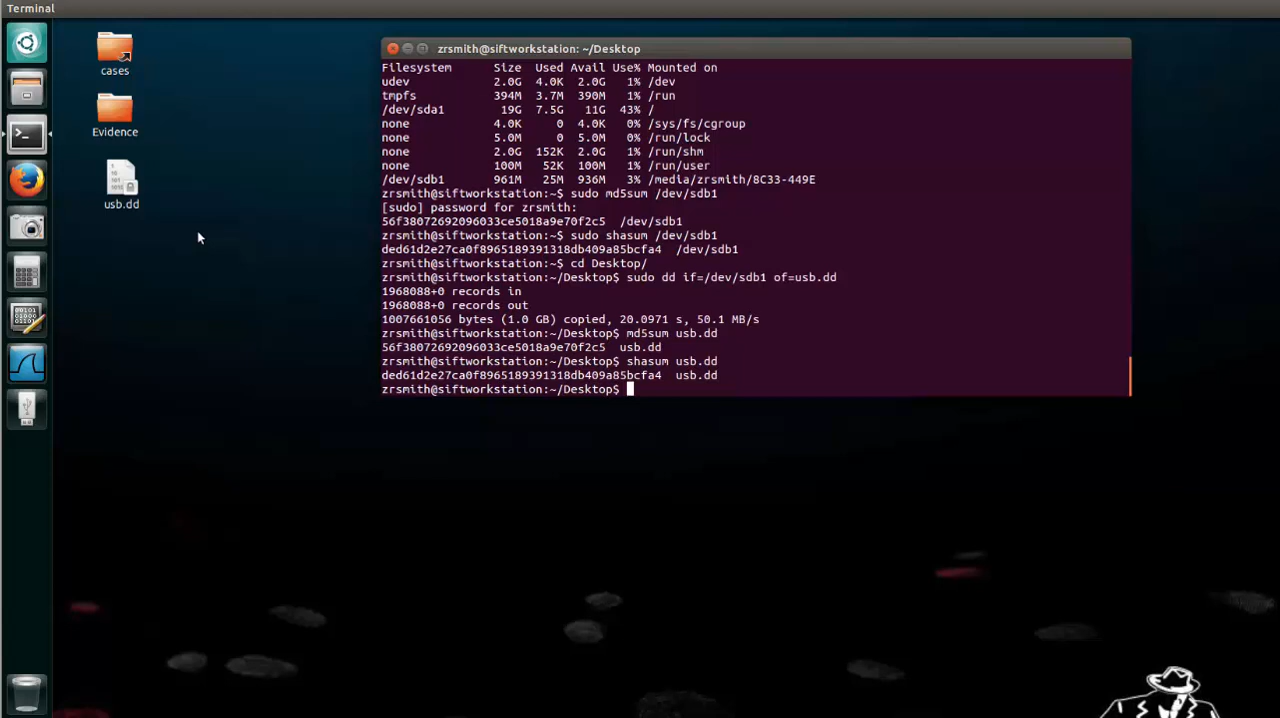 Terminal
cases
Evidence
usb.dd
zrsmith@siftworkstation: ~/Desktop
Filesystem      Size  Used Avail Use% Mounted on
udev            2.0G  4.0K  2.0G   1% /dev
tmpfs           394M  3.7M  390M   1% /run
/dev/sda1        19G  7.5G   11G  43% /
none            4.0K     0  4.0K   0% /sys/fs/cgroup
none            5.0M     0  5.0M   0% /run/lock
none            2.0G  152K  2.0G   1% /run/shm
none            100M   52K  100M   1% /run/user
/dev/sdb1       961M   25M  936M   3% /media/zrsmith/8C33-449E
zrsmith@siftworkstation:~$ sudo md5sum /dev/sdb1
[sudo] password for zrsmith:
56f38072692096033ce5018a9e70f2c5  /dev/sdb1
zrsmith@siftworkstation:~$ sudo shasum /dev/sdb1
ded61d2e27ca0f8965189391318db409a85bcfa4  /dev/sdb1
zrsmith@siftworkstation:~$ cd Desktop/
zrsmith@siftworkstation:~/Desktop$ sudo dd if=/dev/sdb1 of=usb.dd
1968088+0 records in
1968088+0 records out
1007661056 bytes (1.0 GB) copied, 20.0971 s, 50.1 MB/s
zrsmith@siftworkstation:~/Desktop$ md5sum usb.dd
56f38072692096033ce5018a9e70f2c5  usb.dd
zrsmith@siftworkstation:~/Desktop$ shasum usb.dd
ded61d2e27ca0f8965189391318db409a85bcfa4  usb.dd
zrsmith@siftworkstation:~/Desktop$